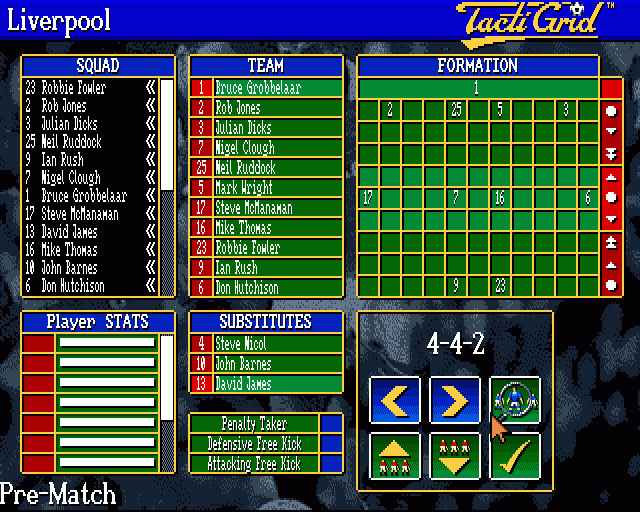 Liverpool
Tacti Grid™
SQUAD
23 Robbie Fowler
2 Rob Jones
3 Julian Dicks
25 Neil Ruddock
9 Ian Rush
7 Nigel Clough
1 Bruce Grobbelaar
17 Steve McManaman
13 David James
16 Mike Thomas
10 John Barnes
6 Don Hutchison
TEAM
1 Bruce Grobbelaar
2 Rob Jones
3 Julian Dicks
7 Nigel Clough
25 Neil Ruddock
5 Mark Wright
17 Steve McManaman
16 Mike Thomas
23 Robbie Fowler
9 Ian Rush
6 Don Hutchison
FORMATION
1
2 25 5 3
17 7 16 6
9 23
Player STATS
SUBSTITUTES
4 Steve Nicol
10 John Barnes
13 David James
Penalty Taker
Defensive Free Kick
Attacking Free Kick
4-4-2
Pre-Match